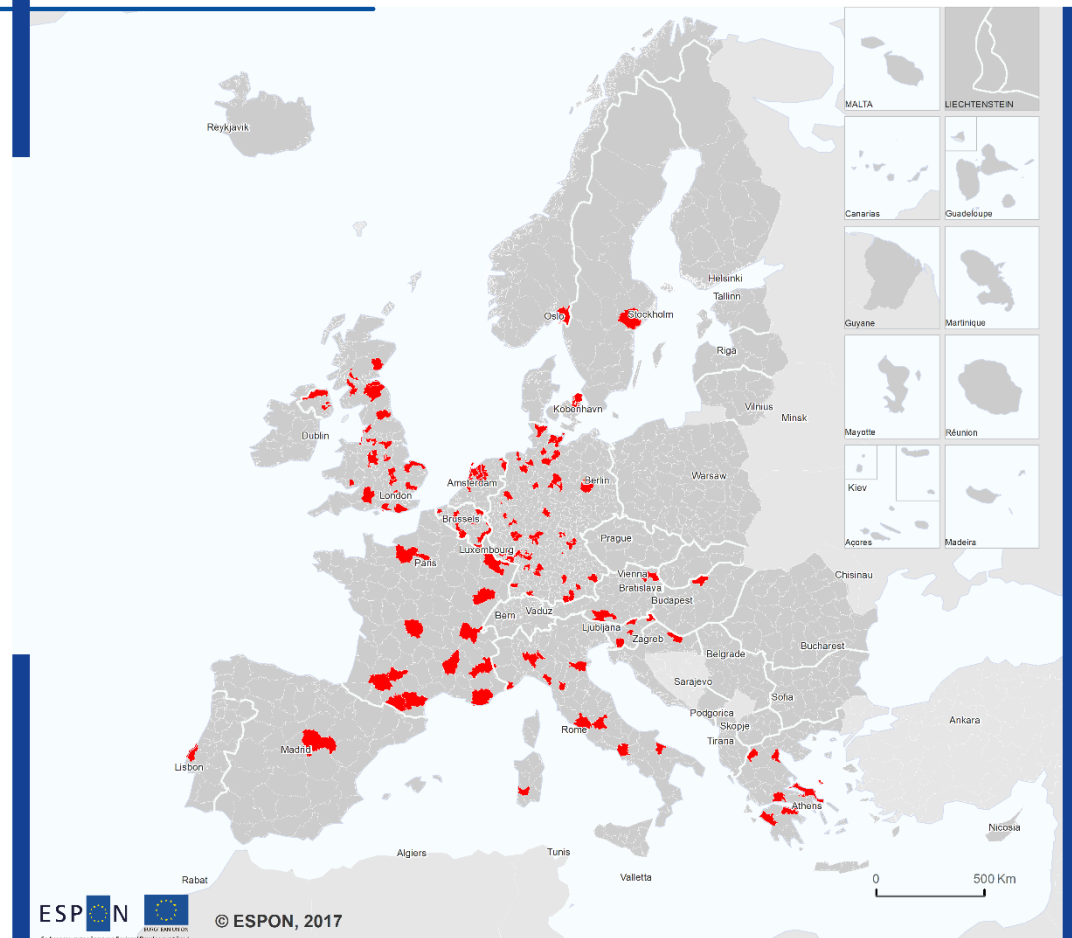 MALTA
LIECHTENSTEIN
Reykjavik
Canarias
Guadeloupe
Helsinki
Tallinn
Oslo
Stockholm
Guyane
Martinique
Riga
Kobenhavn
Vilnius
Minsk
Mayotte
Réunion
Dublin
Amsterdam
Berlin
Warsaw
London
Kiev
Brussels
Prague
Açores
Madeira
Luxembourg
Paris
Vienna
Chisinau
Bratislava
Budapest
Bern
Vaduz
Ljubljana
Zagreb
Bucharest
Belgrade
Sarajevo
Sofia
Podgorica
Ankara
Skopje
Rome
Tirana
Madrid
Lisbon
Athens
Nicosia
Algiers
Tunis
Valletta
Rabat
0
500 Km
ESPON
EUROPEAN UNION
© ESPON, 2017